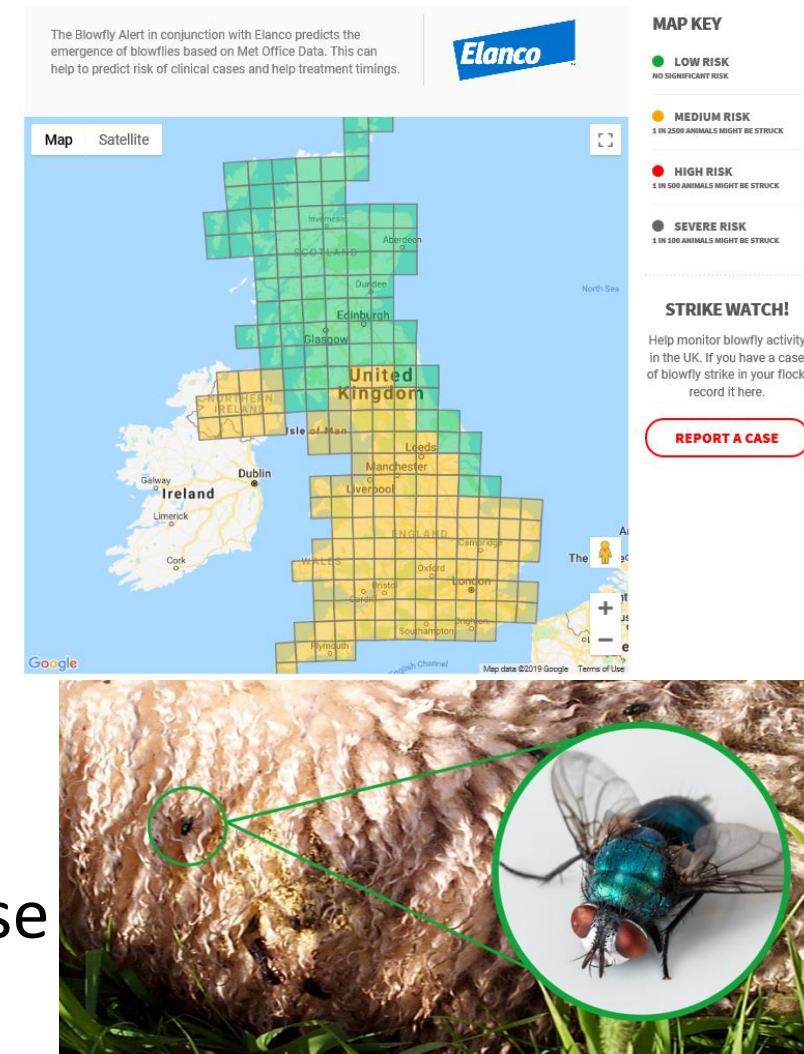 The Blowfly Alert in conjunction with Elanco predicts the
emergence of blowflies based on Met Office Data. This can
help to predict risk of clinical cases and help treatment timings.
Elanco
MAP KEY
LOW RISK
NO SIGNIFICANT RISK
MEDIUM RISK
1 IN 2500 ANIMALS MIGHT BE STRUCK
HIGH RISK
1 IN 500 ANIMALS MIGHT BE STRUCK
SEVERE RISK
1 IN 100 ANIMALS MIGHT BE STRUCK
STRIKE WATCH!
Help monitor blowfly activity
in the UK. If you have a case
of blowfly strike in your flock
record it here.
REPORT A CASE
Map Satellite
Inverness
Aberdeen
SCOTLAND
Dundee
North Sea
Edinburgh
Glasgow
United
Kingdom
NORTHERN
IRELAND
Isle of Man
Leeds
Manchester
Dublin
Galway
Ireland
Liverpool
Limerick
ENGLAND
Cambridge
Cork
WALES
The
Oxford
London
Bristol
Cardiff
Southampton
Brighton
Plymouth
English Channel
Google
Map data ©2019 Google Terms of Use
se